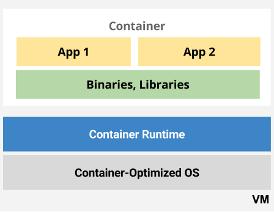 Container
App 1
App 2
Binaries, Libraries
Container Runtime
Container-Optimized OS
VM